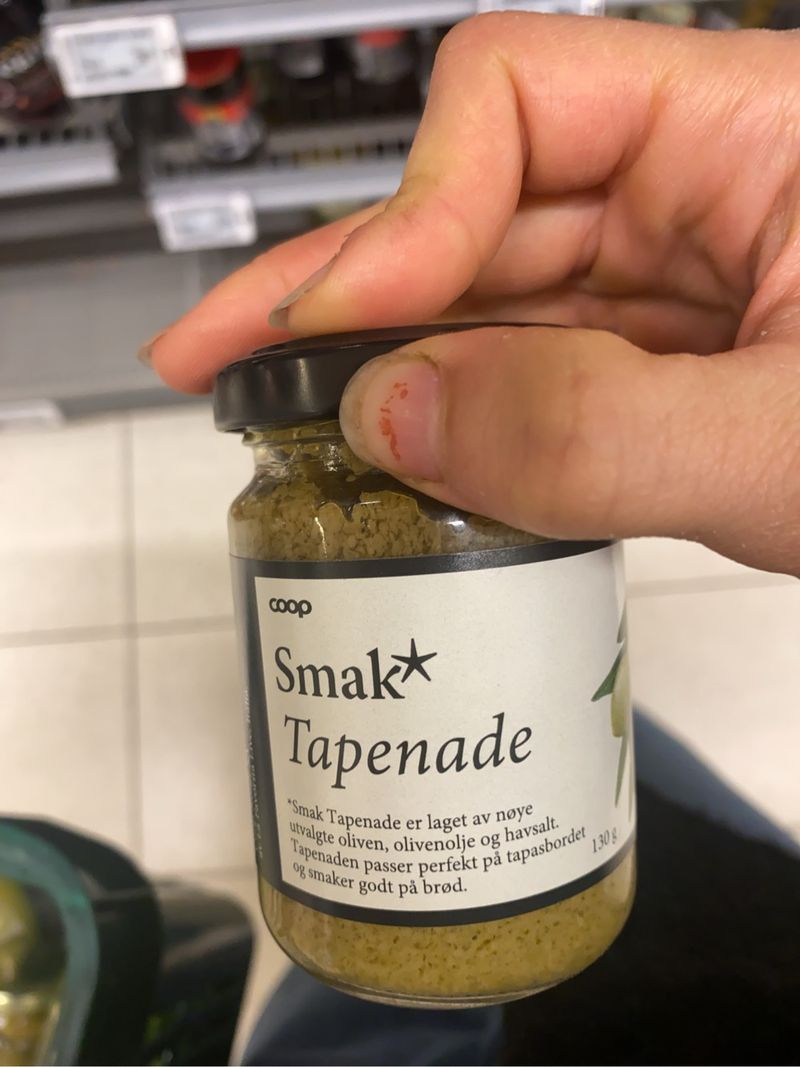 coop
Smak*
Tapenade
*Smak Tapenade er laget av nøye
utvalgte oliven, olivenolje og havsalt.
Tapenaden passer perfekt på tapasbordet
og smaker godt på brød.
130 g